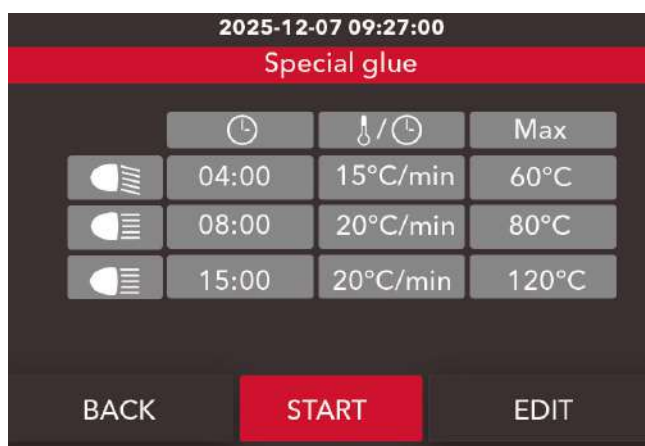 2025-12-07 09:27:00
Special glue
/ Max
04:00 15°C/min 60°C
08:00 20°C/min 80°C
15:00 20°C/min 120°C
BACK START EDIT